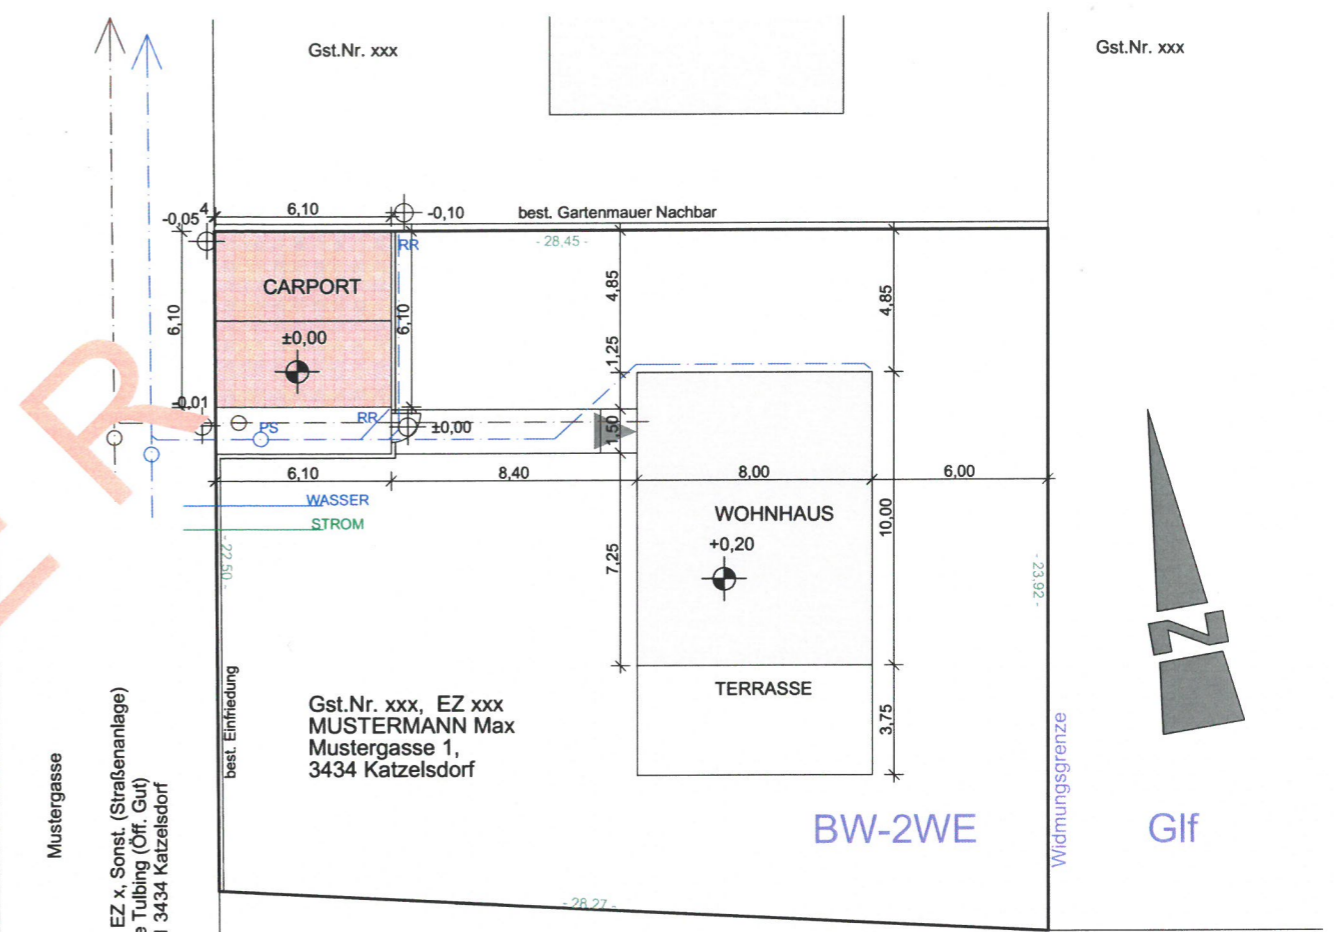 Gst.Nr. xxx
Gst.Nr. xxx
-0,05
4
6,10
-0,10
best. Gartenmauer Nachbar
RR
- 28,45 -
CARPORT
6,10
±0,00
6,10
4,85
4,85
1,25
-0,01
RR
PS
±0,00
1,50
6,10
8,40
8,00
6,00
WASSER
STROM
WOHNHAUS
+0,20
10,00
7,25
- 22,50 -
- 23,92 -
N
TERRASSE
3,75
best. Einfriedung
Gst.Nr. xxx, EZ xxx
MUSTERMANN Max
Mustergasse 1,
3434 Katzelsdorf
Mustergasse
EZ x, Sonst. (Straßenanlage)
e Tulbing (Öff. Gut)
3434 Katzelsdorf
BW-2WE
Widmungsgrenze
Glf
- 28,27 -
E R